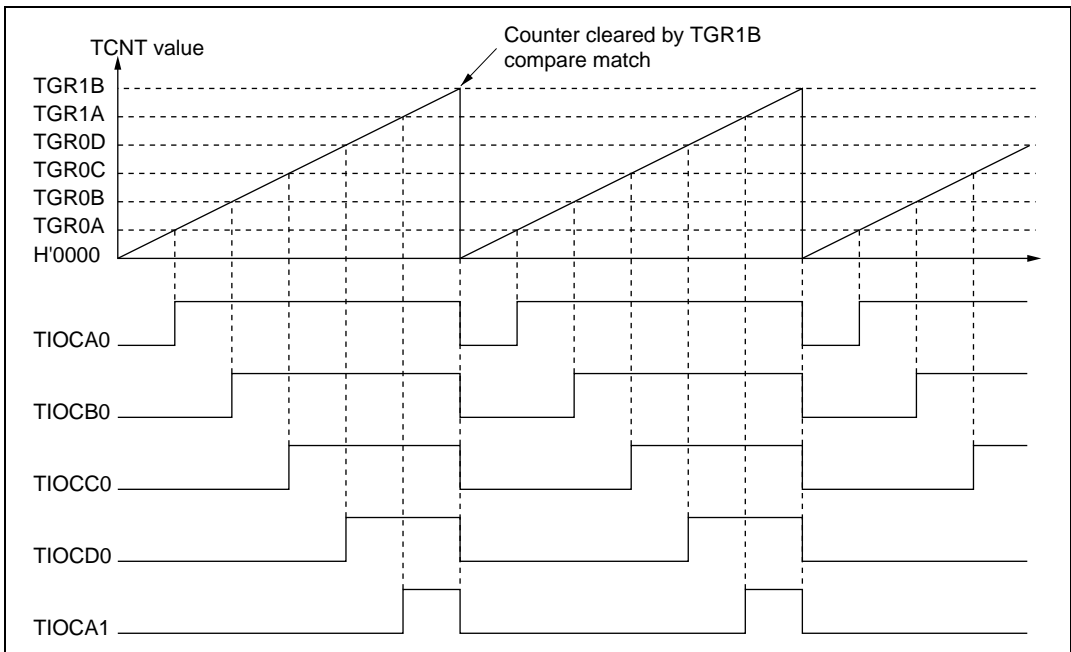 Counter cleared by TGR1B
compare match
TCNT value
TGR1B
TGR1A
TGR0D
TGR0C
TGR0B
TGR0A
H'0000
TIOCA0
TIOCB0
TIOCC0
TIOCD0
TIOCA1